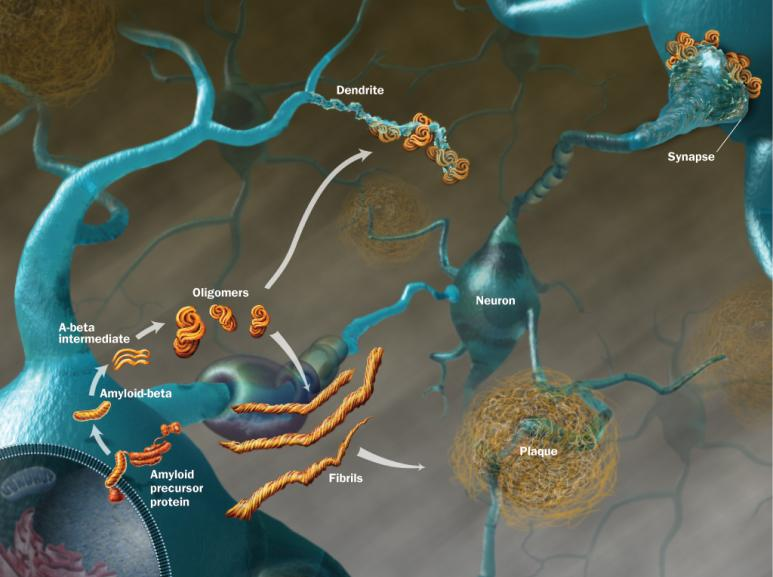 Dendrite
Synapse
Oligomers
Neuron
A-beta
intermediate
Amyloid-beta
Plaque
Amyloid
precursor
protein
Fibrils